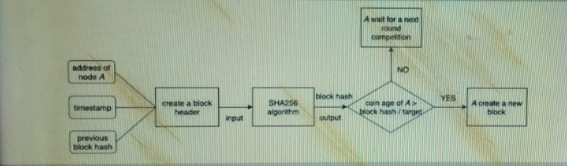 A wait for a next
round
competition
address of
node A
NO
timestamp
create a block
header
input
SHA256
algorithm
block hash
output
coin age of A >
block hash / target
YES
A create a new
block
previous
block hash